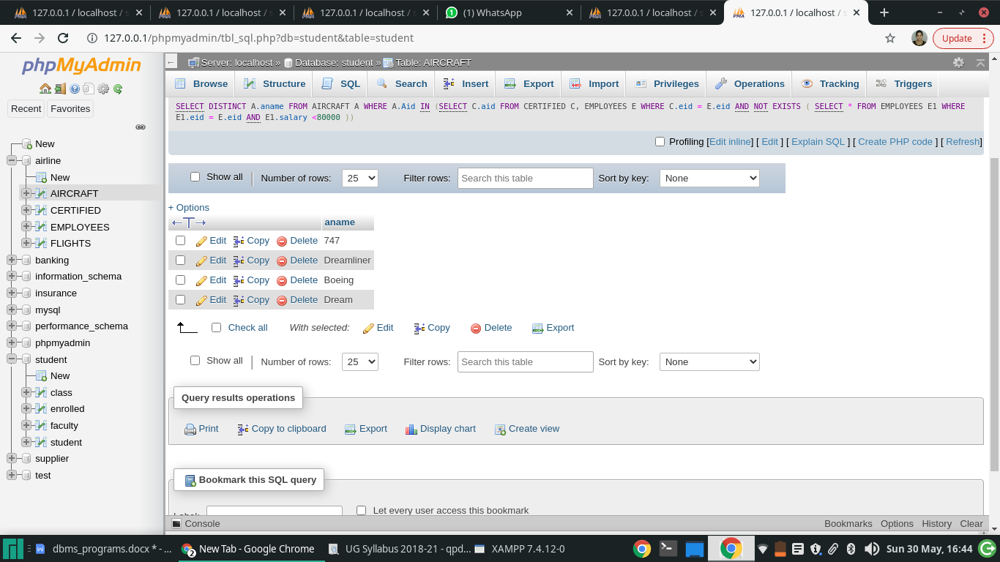 127.0.0.1 / localhost / s
127.0.0.1 / localhost / s
127.0.0.1 / localhost / s
(1) WhatsApp
127.0.0.1 / localhost / s
127.0.0.1 / localhost / s
127.0.0.1/phpmyadmin/tbl_sql.php?db=student&table=student
Update
phpMyAdmin
Recent Favorites
New
airline
New
AIRCRAFT
CERTIFIED
EMPLOYEES
FLIGHTS
banking
information_schema
insurance
mysql
performance_schema
phpmyadmin
student
New
class
enrolled
faculty
student
supplier
test
Server: localhost » Database: student » Table: AIRCRAFT
Browse Structure SQL Search Insert Export Import Privileges Operations Tracking Triggers
SELECT DISTINCT A.aname FROM AIRCRAFT A WHERE A.Aid IN (SELECT C.aid FROM CERTIFIED C, EMPLOYEES E WHERE C.eid = E.eid AND NOT EXISTS ( SELECT * FROM EMPLOYEES E1 WHERE
E1.eid = E.eid AND E1.salary <80000 ))
Profiling [Edit inline] [ Edit ] [ Explain SQL ] [ Create PHP code ] [ Refresh]
Show all | Number of rows: 25 Filter rows: Search this table Sort by key: None
+ Options
←T→ aname
Edit Copy Delete 747
Edit Copy Delete Dreamliner
Edit Copy Delete Boeing
Edit Copy Delete Dream
Check all With selected: Edit Copy Delete Export
Show all | Number of rows: 25 Filter rows: Search this table Sort by key: None
Query results operations
Print Copy to clipboard Export Display chart Create view
Bookmark this SQL query
Label: Let every user access this bookmark
Console Bookmarks Options History Clear
dbms_programs.docx * - ... 2 New Tab - Google Chrome UG Syllabus 2018-21 - qpd... XAMPP 7.4.12-0 Sun 30 May, 16:44